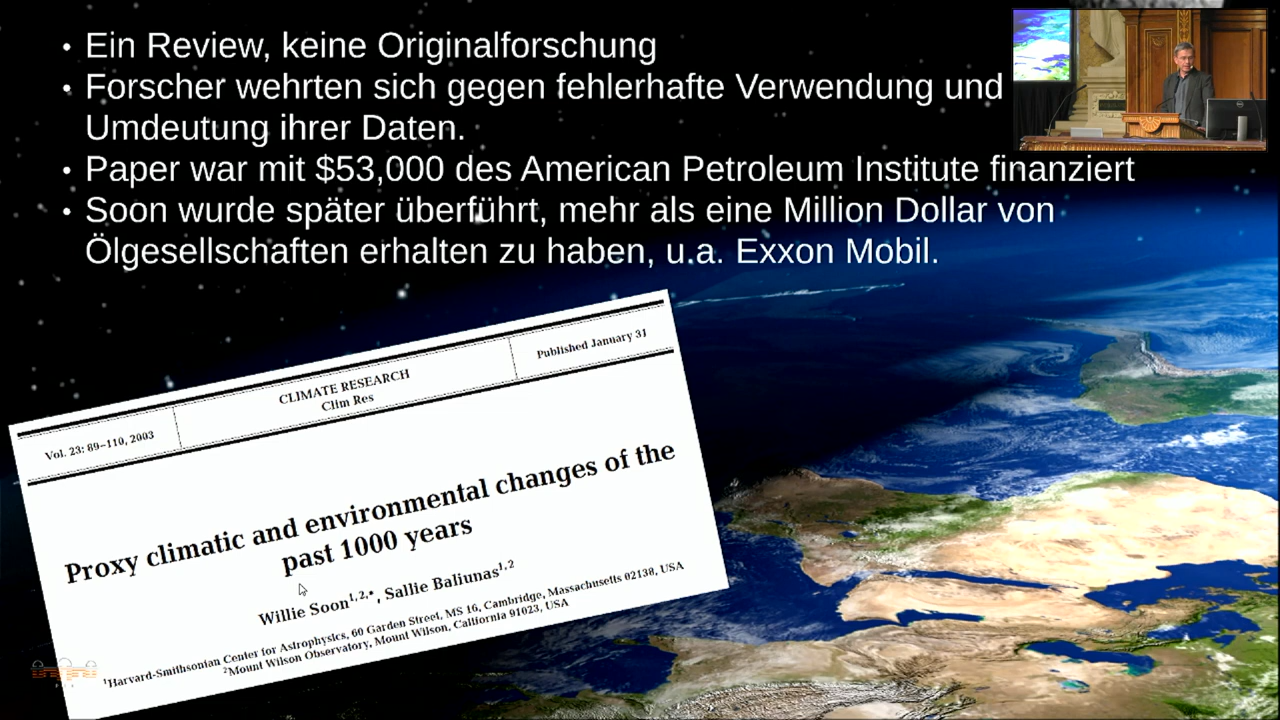 • Ein Review, keine Originalforschung
• Forscher wehrten sich gegen fehlerhafte Verwendung und
Umdeutung ihrer Daten.
• Paper war mit $53,000 des American Petroleum Institute finanziert
• Soon wurde später überführt, mehr als eine Million Dollar von
Ölgesellschaften erhalten zu haben, u.a. Exxon Mobil.
Vol. 23: 89–110, 2003
CLIMATE RESEARCH
Clim Res
Published January 31
Proxy climatic and environmental changes of the
past 1000 years
Willie Soon1,2,*, Sallie Baliunas1,2
1Harvard-Smithsonian Center for Astrophysics, 60 Garden Street, MS 16, Cambridge, Massachusetts 02138, USA
2Mount Wilson Observatory, Mount Wilson, California 91023, USA